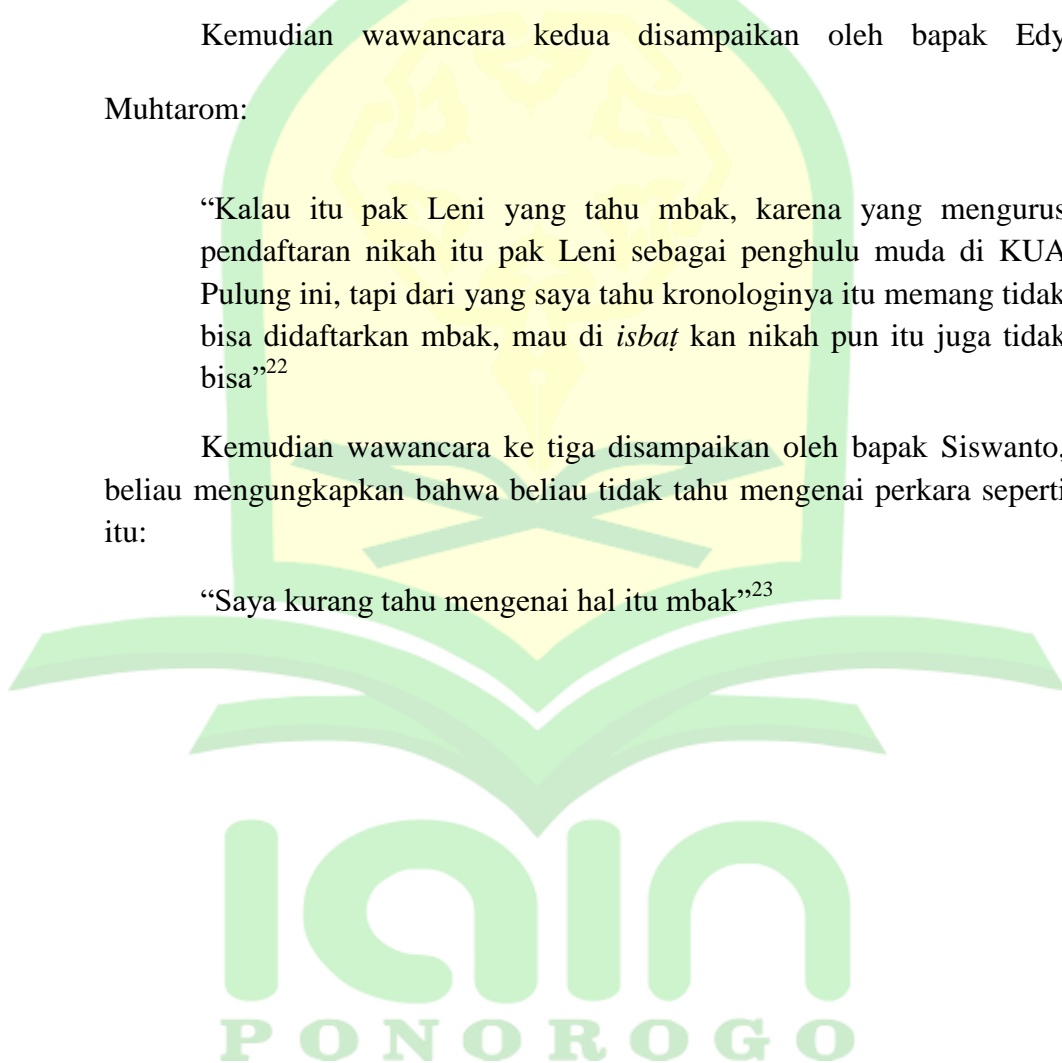 Kemudian wawancara kedua disampaikan oleh bapak Edy
Muhtarom:
“Kalau itu pak Leni yang tahu mbak, karena yang mengurus
pendaftaran nikah itu pak Leni sebagai penghulu muda di KUA
Pulung ini, tapi dari yang saya tahu kronologinya itu memang tidak
bisa didaftarkan mbak, mau di isbaṭ kan nikah pun itu juga tidak
bisa”22
Kemudian wawancara ke tiga disampaikan oleh bapak Siswanto,
beliau mengungkapkan bahwa beliau tidak tahu mengenai perkara seperti
itu:
“Saya kurang tahu mengenai hal itu mbak”23
IAIN
PONOROGO